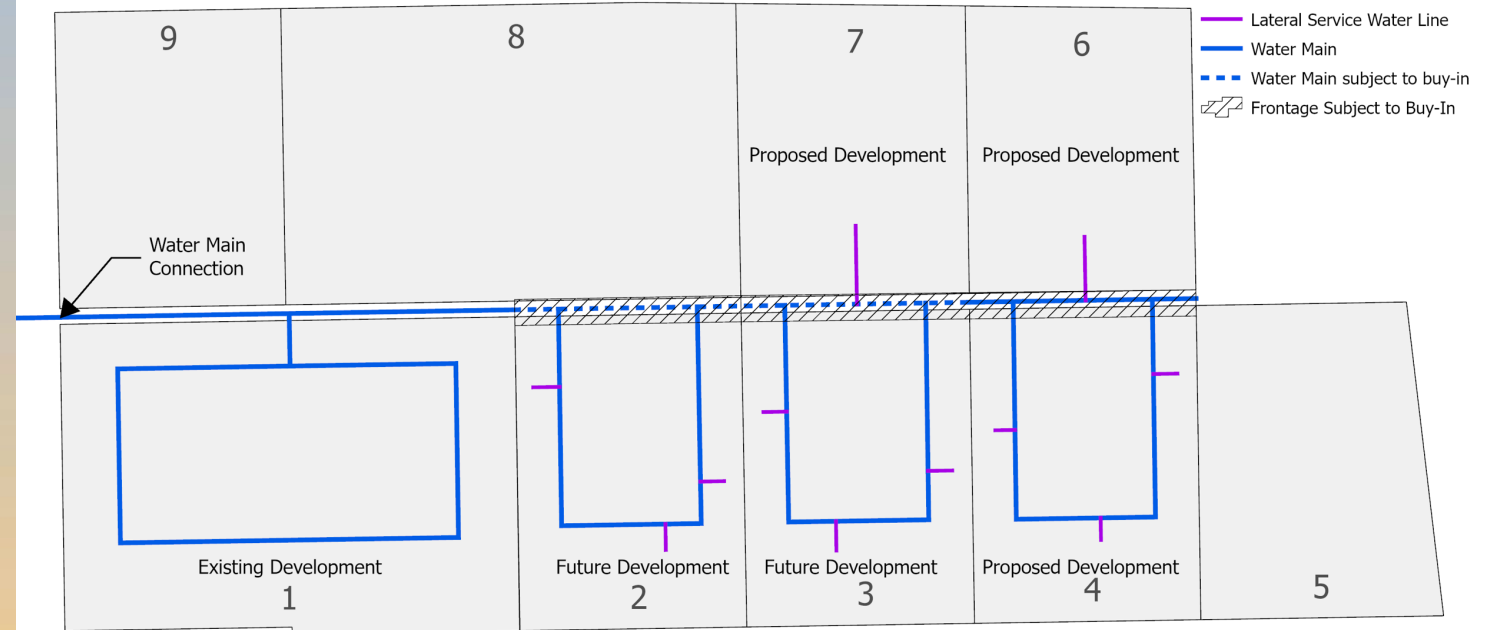 9
8
7
6
Lateral Service Water Line
Water Main
Water Main subject to buy-in
Frontage Subject to Buy-In
Proposed Development
Proposed Development
Water Main
Connection
Existing Development
1
Future Development
2
Future Development
3
Proposed Development
4
5